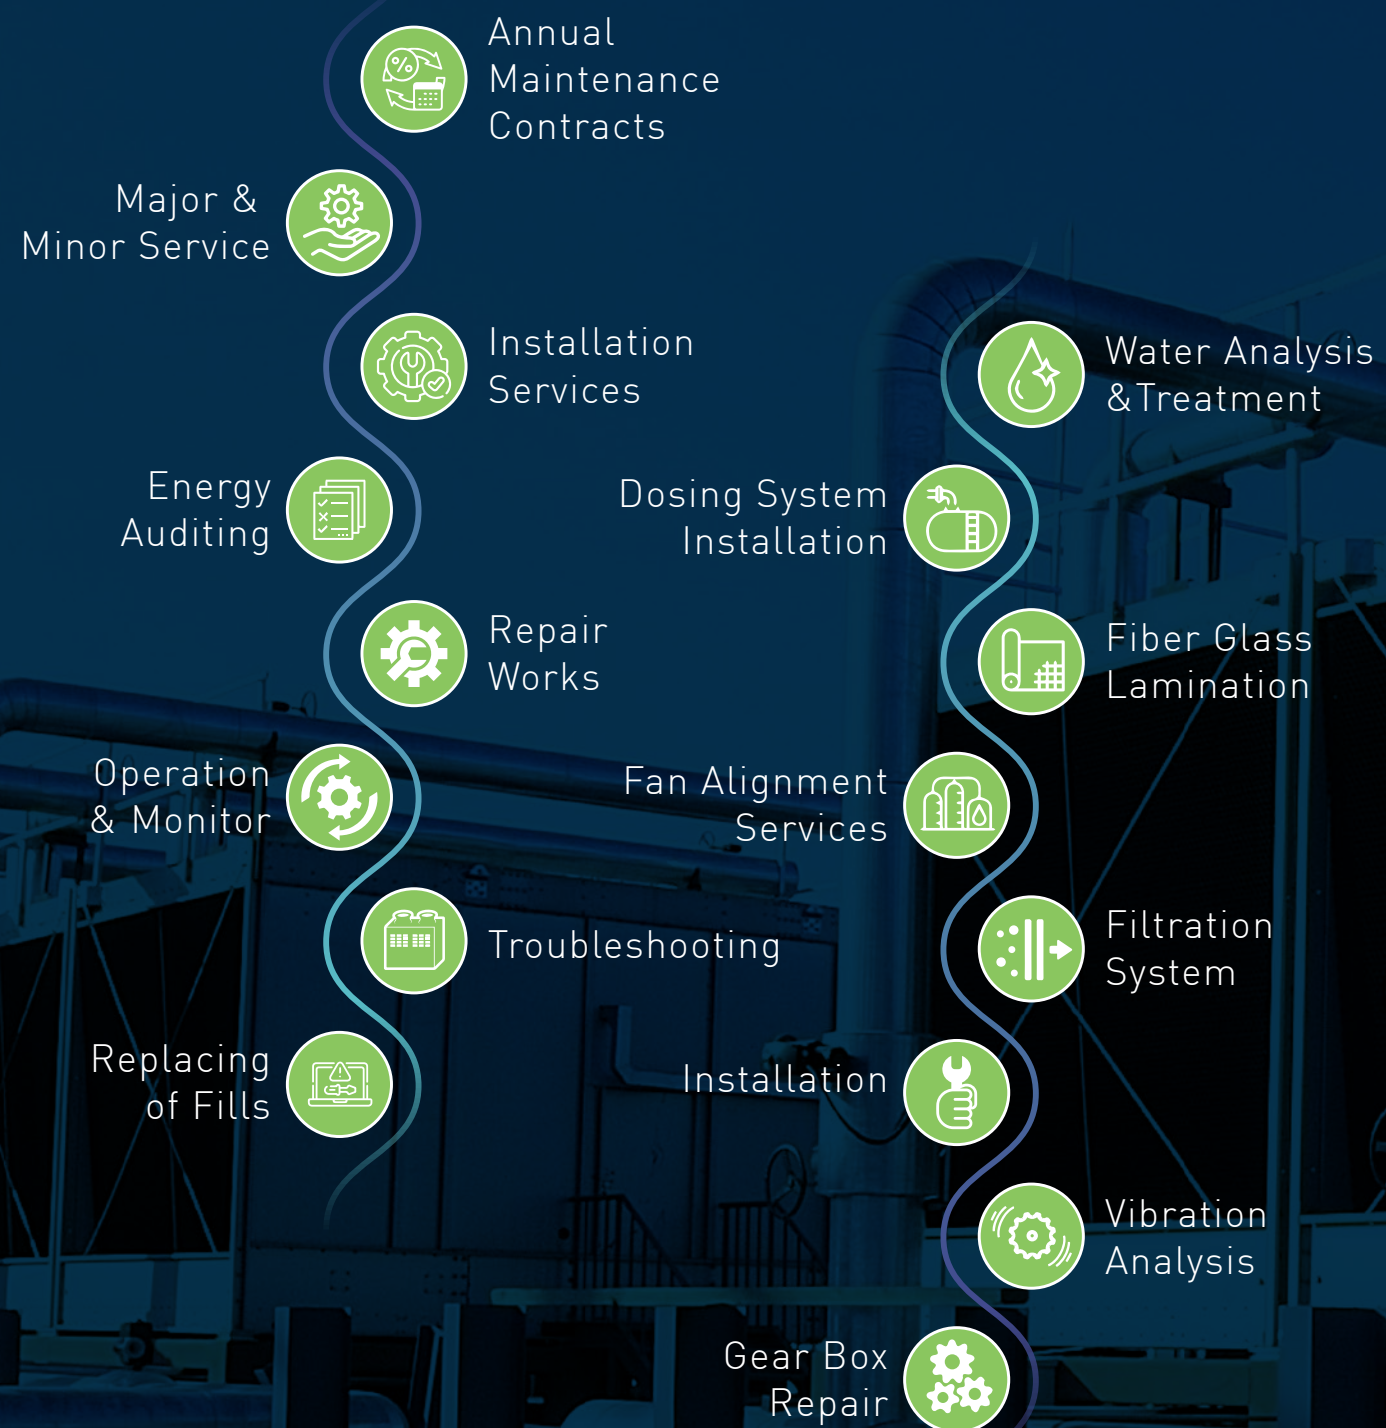 Annual
Maintenance
Contracts
Major &
Minor Service
Installation
Services
Energy
Auditing
Repair
Works
Operation
& Monitor
Troubleshooting
Replacing
of Fills
Water Analysis
&Treatment
Dosing System
Installation
Fiber Glass
Lamination
Fan Alignment
Services
Filtration
System
Installation
Vibration
Analysis
Gear Box
Repair